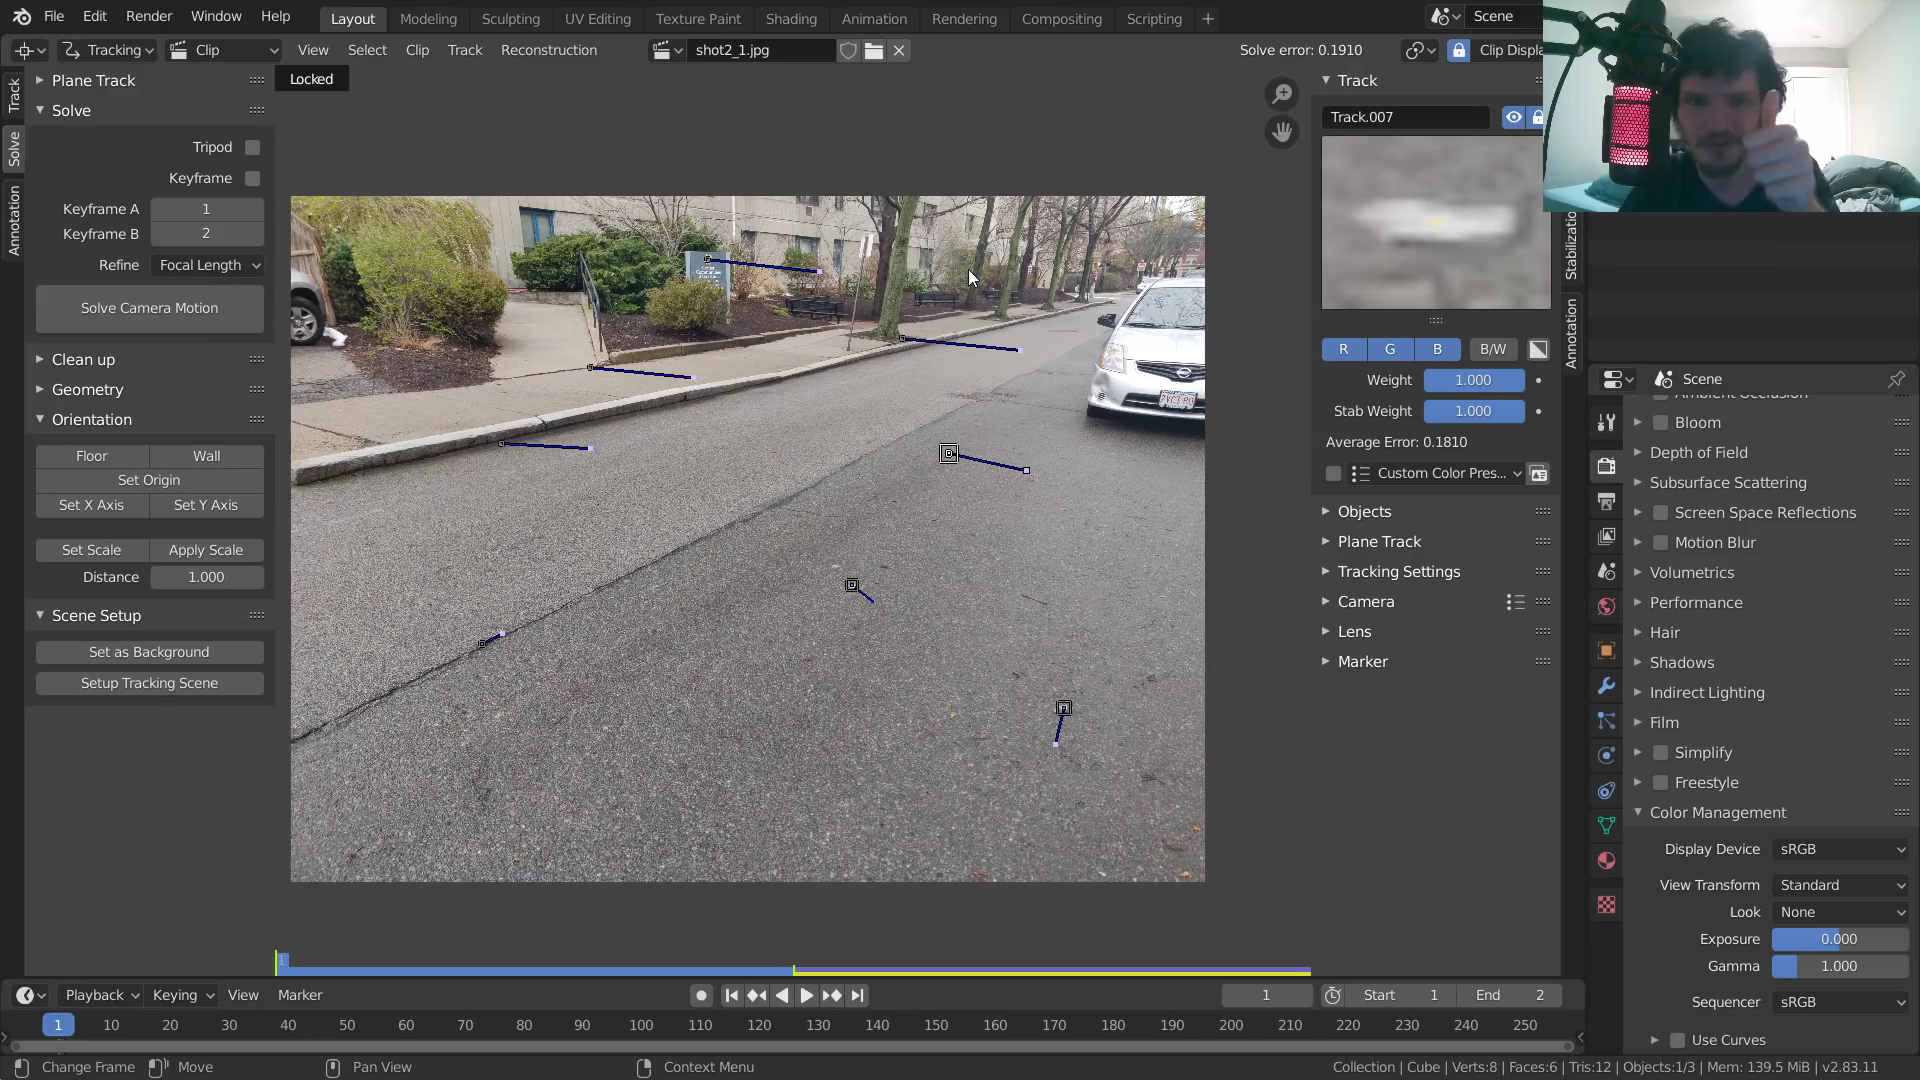 File Edit Render Window Help Layout Modeling Sculpting UV Editing Texture Paint Shading Animation Rendering Compositing Scripting + Scene
Tracking Clip View Select Clip Track Reconstruction shot2_1.jpg Solve error: 0.1910 Clip Displa
Locked
Track
Solve
Annotation
Plane Track
Solve
Tripod
Keyframe
Keyframe A 1
Keyframe B 2
Refine Focal Length
Solve Camera Motion
Clean up
Geometry
Orientation
Floor Wall
Set Origin
Set X Axis Set Y Axis
Set Scale Apply Scale
Distance 1.000
Scene Setup
Set as Background
Setup Tracking Scene
Track
Track.007
R G B B/W
Weight 1.000
Stab Weight 1.000
Average Error: 0.1810
Custom Color Pres...
Objects
Plane Track
Tracking Settings
Camera
Lens
Marker
Stabilizatio
Annotation
Scene
Ambient Occlusion
Bloom
Depth of Field
Subsurface Scattering
Screen Space Reflections
Motion Blur
Volumetrics
Performance
Hair
Shadows
Indirect Lighting
Film
Simplify
Freestyle
Color Management
Display Device sRGB
View Transform Standard
Look None
Exposure 0.000
Gamma 1.000
Sequencer sRGB
Use Curves
1
Playback Keying View Marker 1 Start 1 End 2
1 10 20 30 40 50 60 70 80 90 100 110 120 130 140 150 160 170 180 190 200 210 220 230 240 250
Change Frame Move Pan View Context Menu Collection | Cube | Verts:8 | Faces:6 | Tris:12 | Objects:1/3 | Mem: 139.5 MiB | v2.83.11